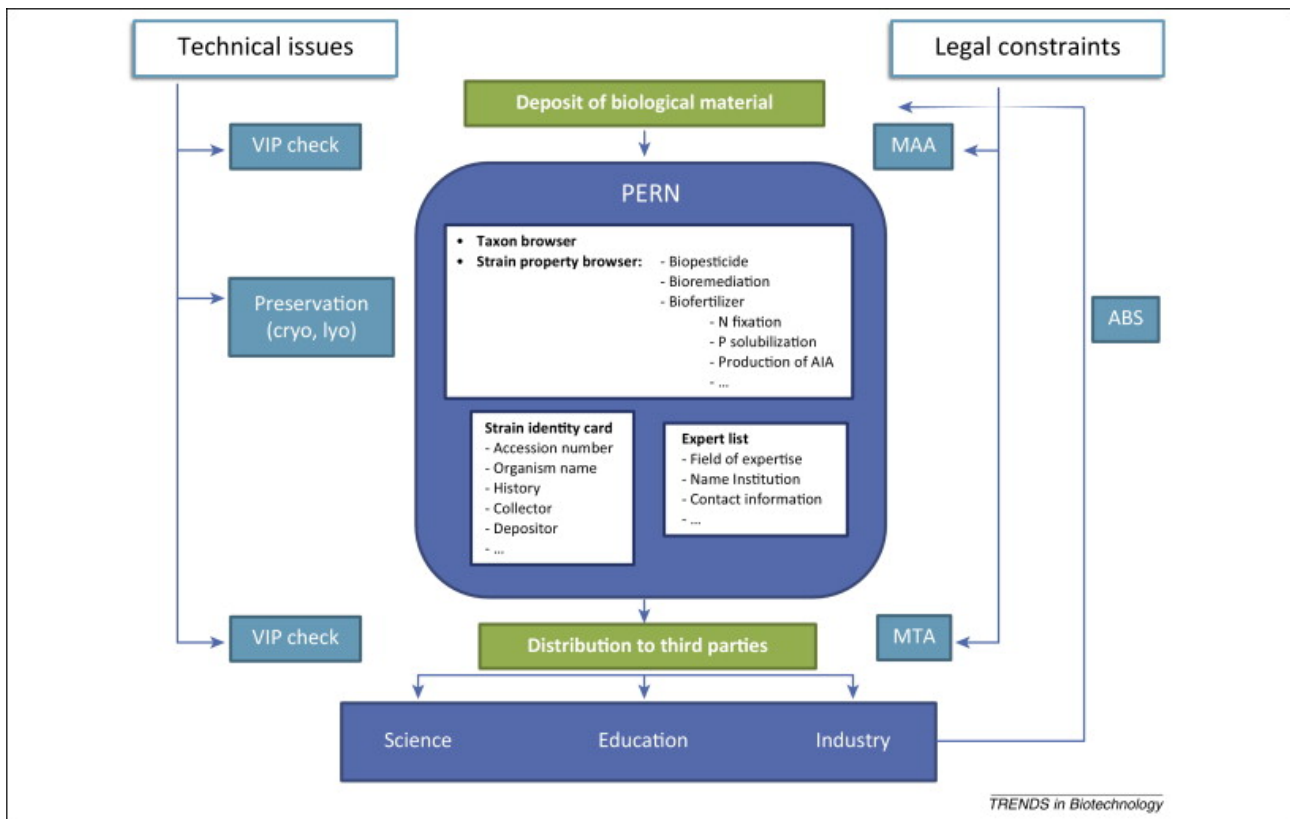 Technical issues
Legal constraints
Deposit of biological material
VIP check
MAA
PERN
• Taxon browser
• Strain property browser: - Biopesticide
- Bioremediation
- Biofertilizer
- N fixation
- P solubilization
- Production of AIA
- ...
Preservation
(cryo, lyo)
ABS
Strain identity card
- Accession number
- Organism name
- History
- Collector
- Depositor
- ...
Expert list
- Field of expertise
- Name Institution
- Contact information
- ...
VIP check
Distribution to third parties
MTA
Science
Education
Industry
TRENDS in Biotechnology